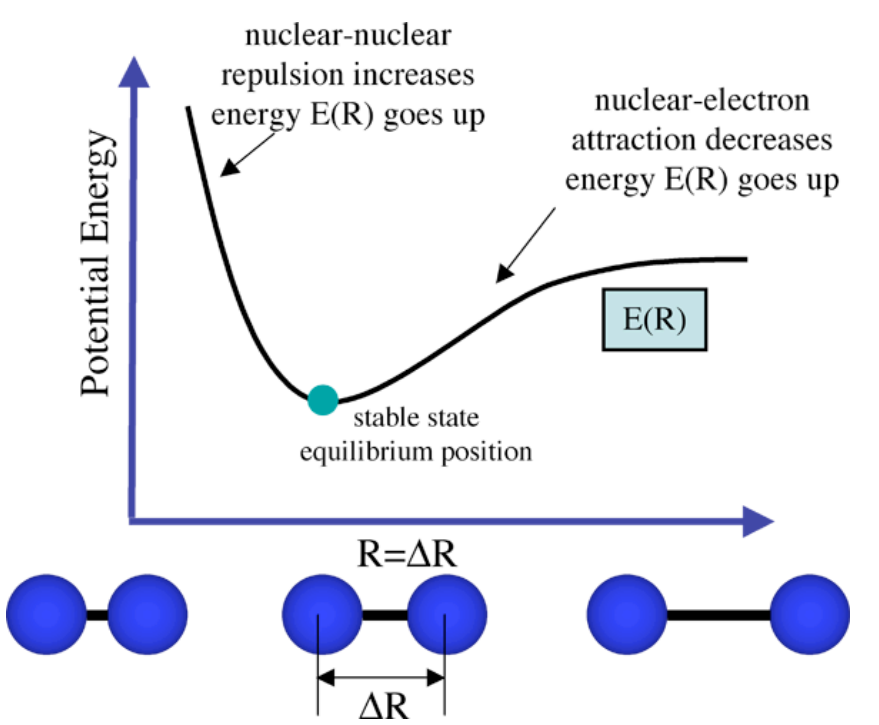 nuclear-nuclear
repulsion increases
energy E(R) goes up
nuclear-electron
attraction decreases
energy E(R) goes up
Potential Energy
E(R)
stable state
equilibrium position
R=ΔR
ΔR